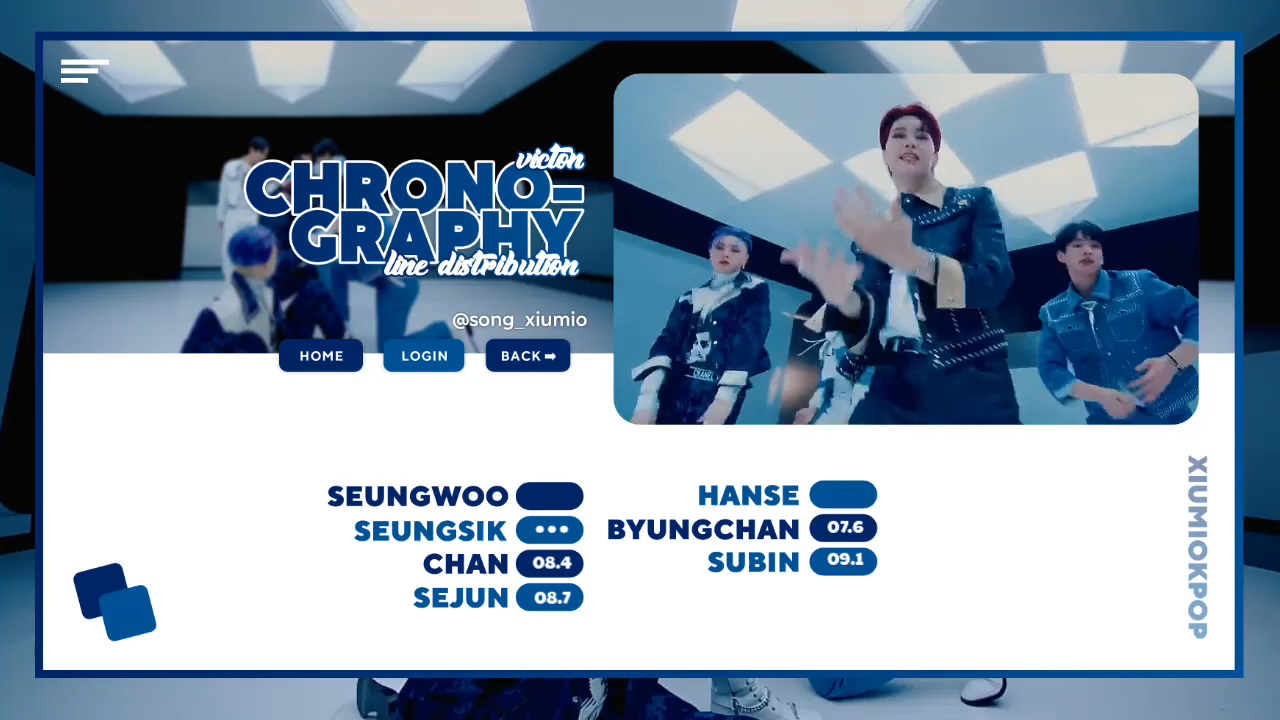 victon
CHRONO-
GRAPHY
line distribution
@song_xiumio
HOME LOGIN BACK ➡
SEUNGWOO
SEUNGSIK •••
CHAN 08.4
SEJUN 08.7
HANSE
BYUNGCHAN 07.6
SUBIN 09.1
XIUMIOKPOP